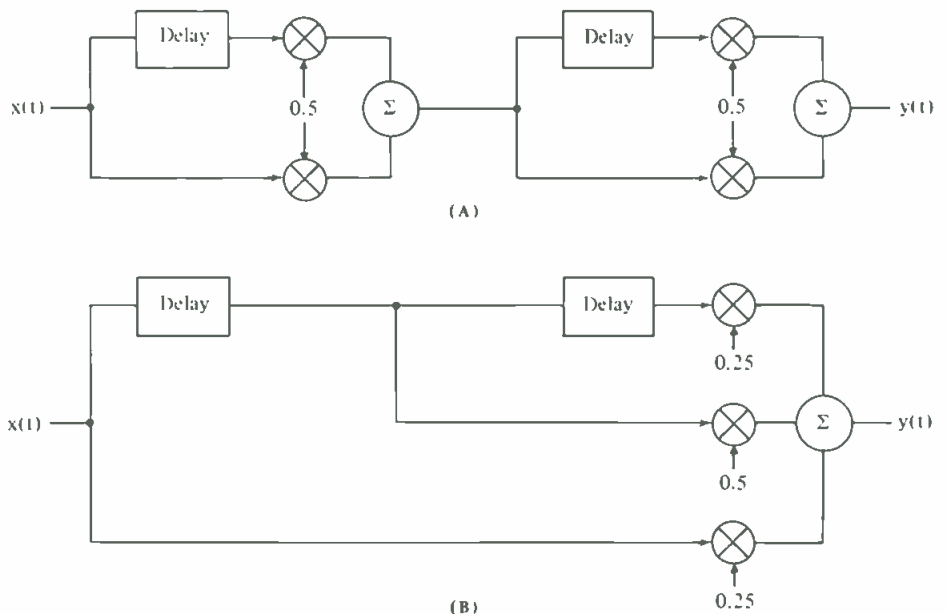 Delay
Delay
x(t)
0.5
Σ
0.5
Σ
y(t)
(A)
Delay
Delay
0.25
x(t)
Σ
y(t)
0.5
0.25
(B)